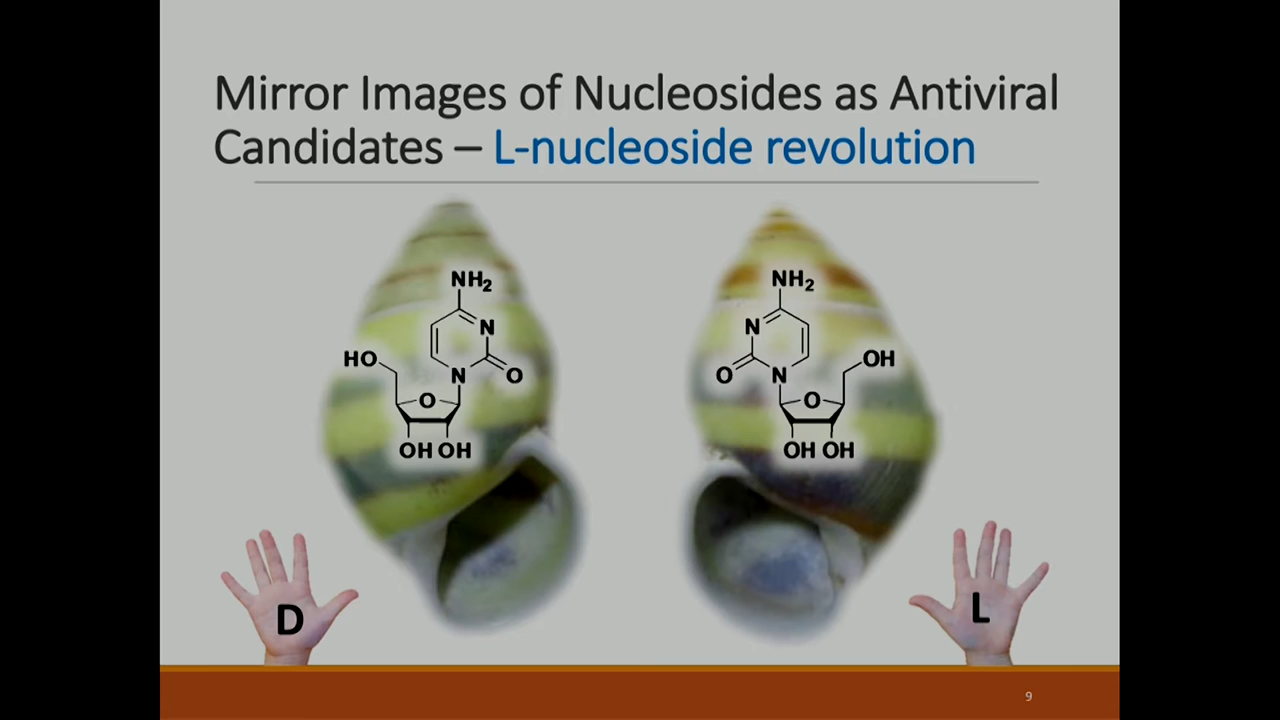 Mirror Images of Nucleosides as Antiviral
Candidates – L-nucleoside revolution
NH₂
N
HO
N
O
O
OH OH
NH₂
N
OH
O
N
O
OH OH
D
L
9